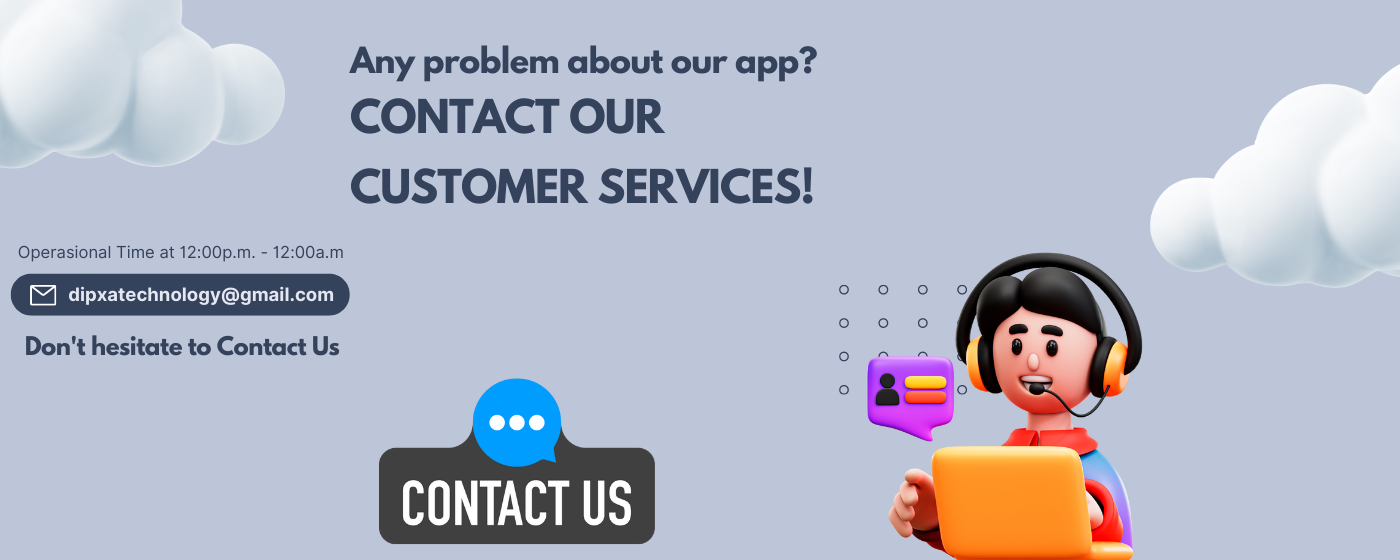 Any problem about our app?
CONTACT OUR
CUSTOMER SERVICES!
Operasional Time at 12:00p.m. - 12:00a.m
dipxatechnology@gmail.com
Don't hesitate to Contact Us
CONTACT US